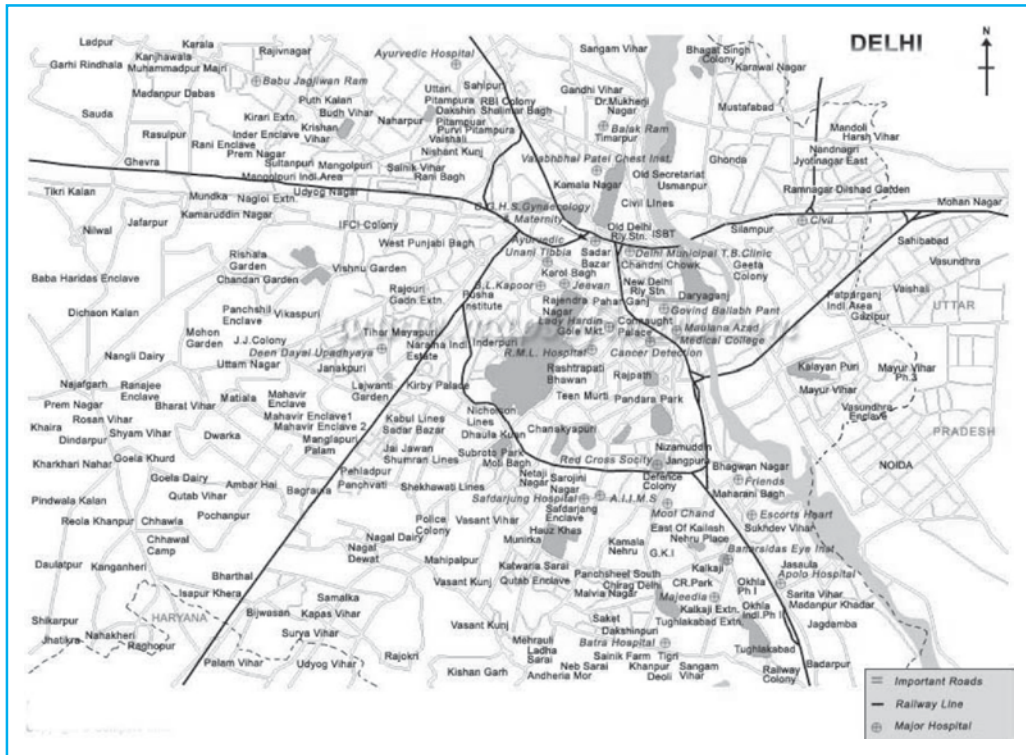 DELHI
N
Ladpur
Karala
Kanjhawala
Rajivnagar
Garhi Rindhala
Muhammadpur Majri
Babu Jagjiwan Ram
Madanpur Dabas
Ayurvedic Hospital
Sangam Vihar
Bhagat Singh
Colony
Karawal Nagar
Sauda
Kirari Extn.
Puth Kalan
Budh Vihar
Uttari
Pitampura
Sahlpur
RBI Colony
Dakshin
Shalimar Bagh
Pitampuar
Purvi Pitampura
Naharpur
Vaishali
Nishant Kunj
Gandhi Vihar
Dr.Mukherji
Nagar
Balak Ram
Timarpur
Mustafabad
Mandoli
Harsh Vihar
Nandnagri
Jyotinagar East
Rasulpur
Inder Enclave
Krishan
Vihar
Rani Enclave
Prem Nagar
Ghevra
Sultanpuri
Mangolpuri
Mangolpuri Indl.Area
Sainik Vihar
Rani Bagh
Valabhbhai Patel Chest Inst.
Kamala Nagar
Old Secretariat
Usmanpur
Ghonda
Ramnagar
Dilshad Garden
Mohan Nagar
Tikri Kalan
Mundka
Nagloi Extn.
Udyog Nagar
Kamaruddin Nagar
Jafarpur
Nilwal
IFCI-Colony
C.G.H.S.Gynaecology
& Maternity
Civil Lines
Old Delhi
Rly Stn.
ISBT
Silampur
Civil
Sahibabad
West Punjabi Bagh
Ayurvedic
Unani Tibbia
Sadar
Bazar
Delhi Municipal T.B.Clinic
Chandni Chowk
Geeta
Colony
Vasundhra
Rishala
Garden
Vishnu Garden
Chandan Garden
Baba Haridas Enclave
Karol Bagh
B.L.Kapoor
Jeevan
New Delhi
Rly Stn.
Rajouri
Gadn Extn.
Pusha
Institute
Rajendra
Nagar
Pahar Ganj
Daryaganj
Govind Ballabh Pant
Patparganj
Indl Area
Gazipur
Vaishali
UTTAR
Dichaon Kalan
Panchshil
Enclave
Vikaspuri
Mohon
Garden
J.J.Colony
Tihar
Mayapuri
Lady Hardin
Gole Mkt.
Connaught
Palace
Maulana Azad
Medical College
Nangli Dairy
Deen Dayal Upadhyaya
Uttam Nagar
Janakpuri
Naraina Indl
Estate
Inderpuri
R.M.L. Hospital
Cancer Detection
Kalayan Puri
Mayur Vihar
Ph.3
Najafgarh
Ranajee
Enclave
Matiala
Mahavir
Enclave
Lajwanti
Garden
Kirby Palace
Rashtrapati
Bhawan
Rajpath
Mayur Vihar
Prem Nagar
Bharat Vihar
Rosan Vihar
Khaira
Shyam Vihar
Dindarpur
Dwarka
Mahavir Enclave1
Mahavir Enclave 2
Manglapuri
Palam
Kabul Lines
Sadar Bazar
Nicholson
Lines
Dhaula Kuan
Teen Murti
Pandara Park
Chanakyapuri
Vasundhra
Enclave
PRADESH
Goela Khurd
Jai Jawan
Shumran Lines
Subroto Park
Moti Bagh
Nizamuddin
Red Cross Socity
Jangpura
Kharkhari Nahar
Goela Dairy
Pehladpur
Panchvati
Shekhawati Lines
Netaji
Nagar
Sarojini
Nagar
Defence
Colony
Bhagwan Nagar
Friends
Maharani Bagh
NOIDA
Pindwala Kalan
Qutab Vihar
Ambar Hai
Bagraula
Safdarjung Hospital
A.I.I.M.S
Safdarjang
Enclave
Mool Chand
Escorts Heart
Sukhdev Vihar
Reola Khanpur
Chhawla
Pochanpur
Police
Colony
Vasant Vihar
Hauz Khas
Munirka
East Of Kailash
Nehru Place
Chhawal
Camp
Nagal Dairy
Nagal
Dewat
Mahipalpur
Kamala
Nehru
G.K.I
Banarsidas Eye Inst.
Daulatpur
Kanganheri
Katwaria Sarai
Qutab Enclave
Panchsheel South
Chirag Delhi
Malvia Nagar
Kalkaji
Jasaula
Apolo Hospital
Bharthal
Isapur Khera
Samalka
Vasant Kunj
CR.Park
Majeedia
Okhla
Ph I
Sarita Vihar
Madanpur Khadar
HARYANA
Bijwasan
Kapas Vihar
Kalkaji Extn.
Tughlakabad Extn.
Okhla
Indl.Ph II
Shikarpur
Jhatikra
Nahakheri
Raghopur
Surya Vihar
Vasant Kunj
Saket
Dakshinpuri
Jagdamba
Palam Vihar
Udyog Vihar
Rajokri
Mehrauli
Ladha
Sarai
Batra Hospital
Sainik Farm
Tigri
Tughlakabad
Kishan Garh
Neb Sarai
Andheria Mor
Khanpur
Deoli
Sangam
Vihar
Railway
Colony
Badarpur
Important Roads
Railway Line
Major Hospital